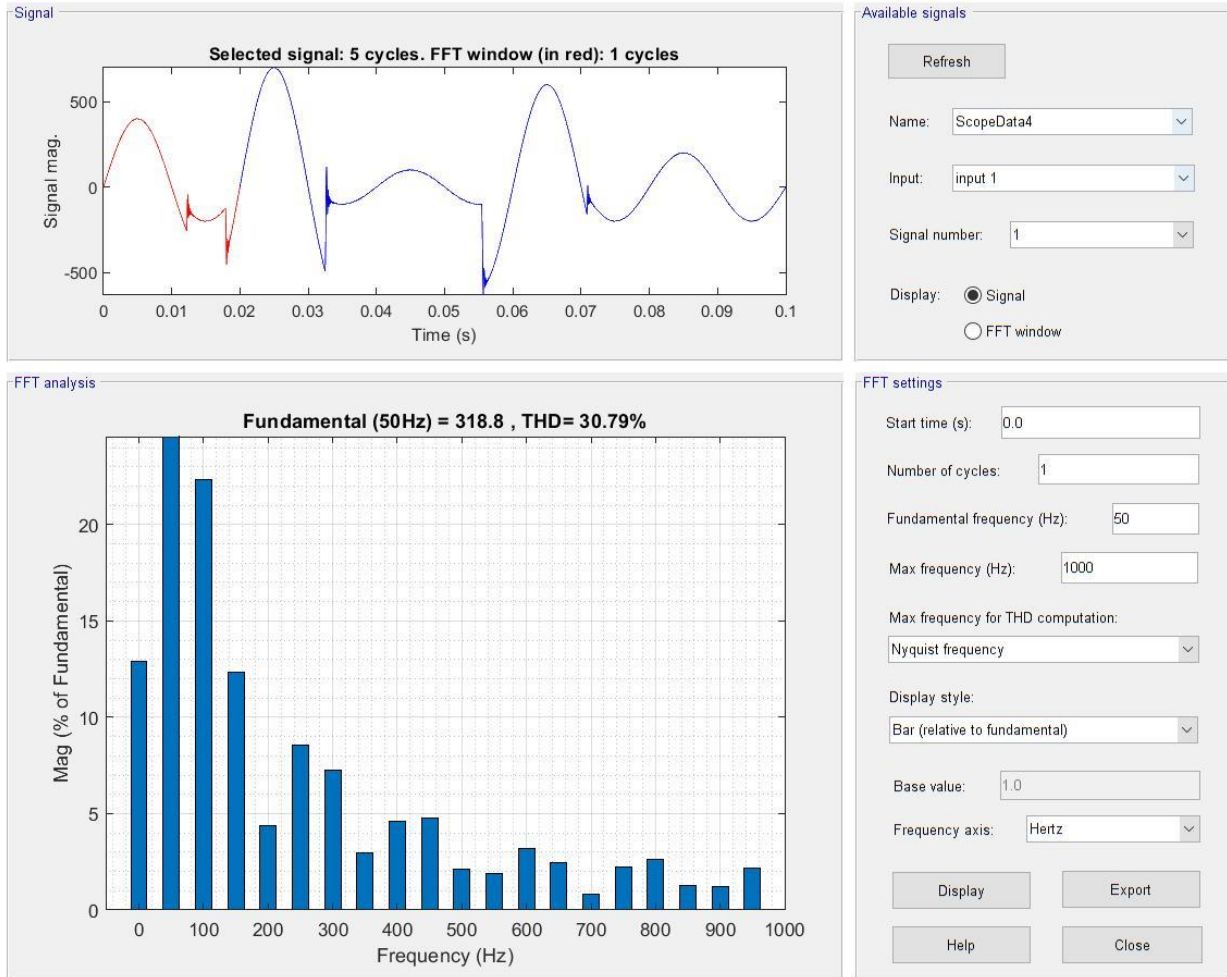 Signal
Selected signal: 5 cycles. FFT window (in red): 1 cycles
500
0
-500
Signal mag.
0 0.01 0.02 0.03 0.04 0.05 0.06 0.07 0.08 0.09 0.1
Time (s)
Available signals
Refresh
Name: ScopeData4
Input: input 1
Signal number: 1
Display: Signal
FFT window
FFT analysis
Fundamental (50Hz) = 318.8 , THD= 30.79%
20
15
10
5
0
Mag (% of Fundamental)
0 100 200 300 400 500 600 700 800 900 1000
Frequency (Hz)
FFT settings
Start time (s): 0.0
Number of cycles: 1
Fundamental frequency (Hz): 50
Max frequency (Hz): 1000
Max frequency for THD computation:
Nyquist frequency
Display style:
Bar (relative to fundamental)
Base value: 1.0
Frequency axis: Hertz
Display Export
Help Close